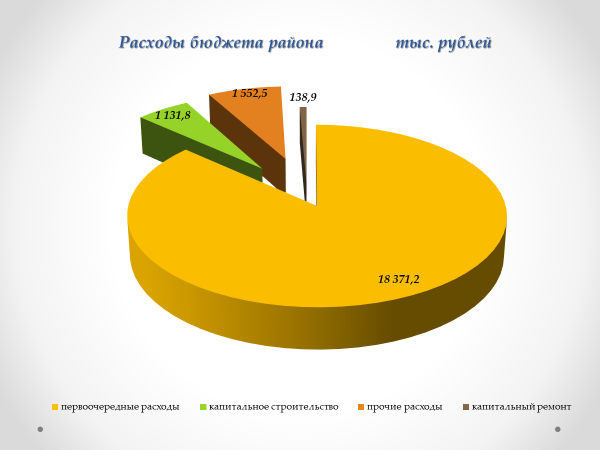 Расходы бюджета района тыс. рублей
1 552,5
138,9
1 131,8
18 371,2
первоочередные расходы капитальное строительство прочие расходы капитальный ремонт